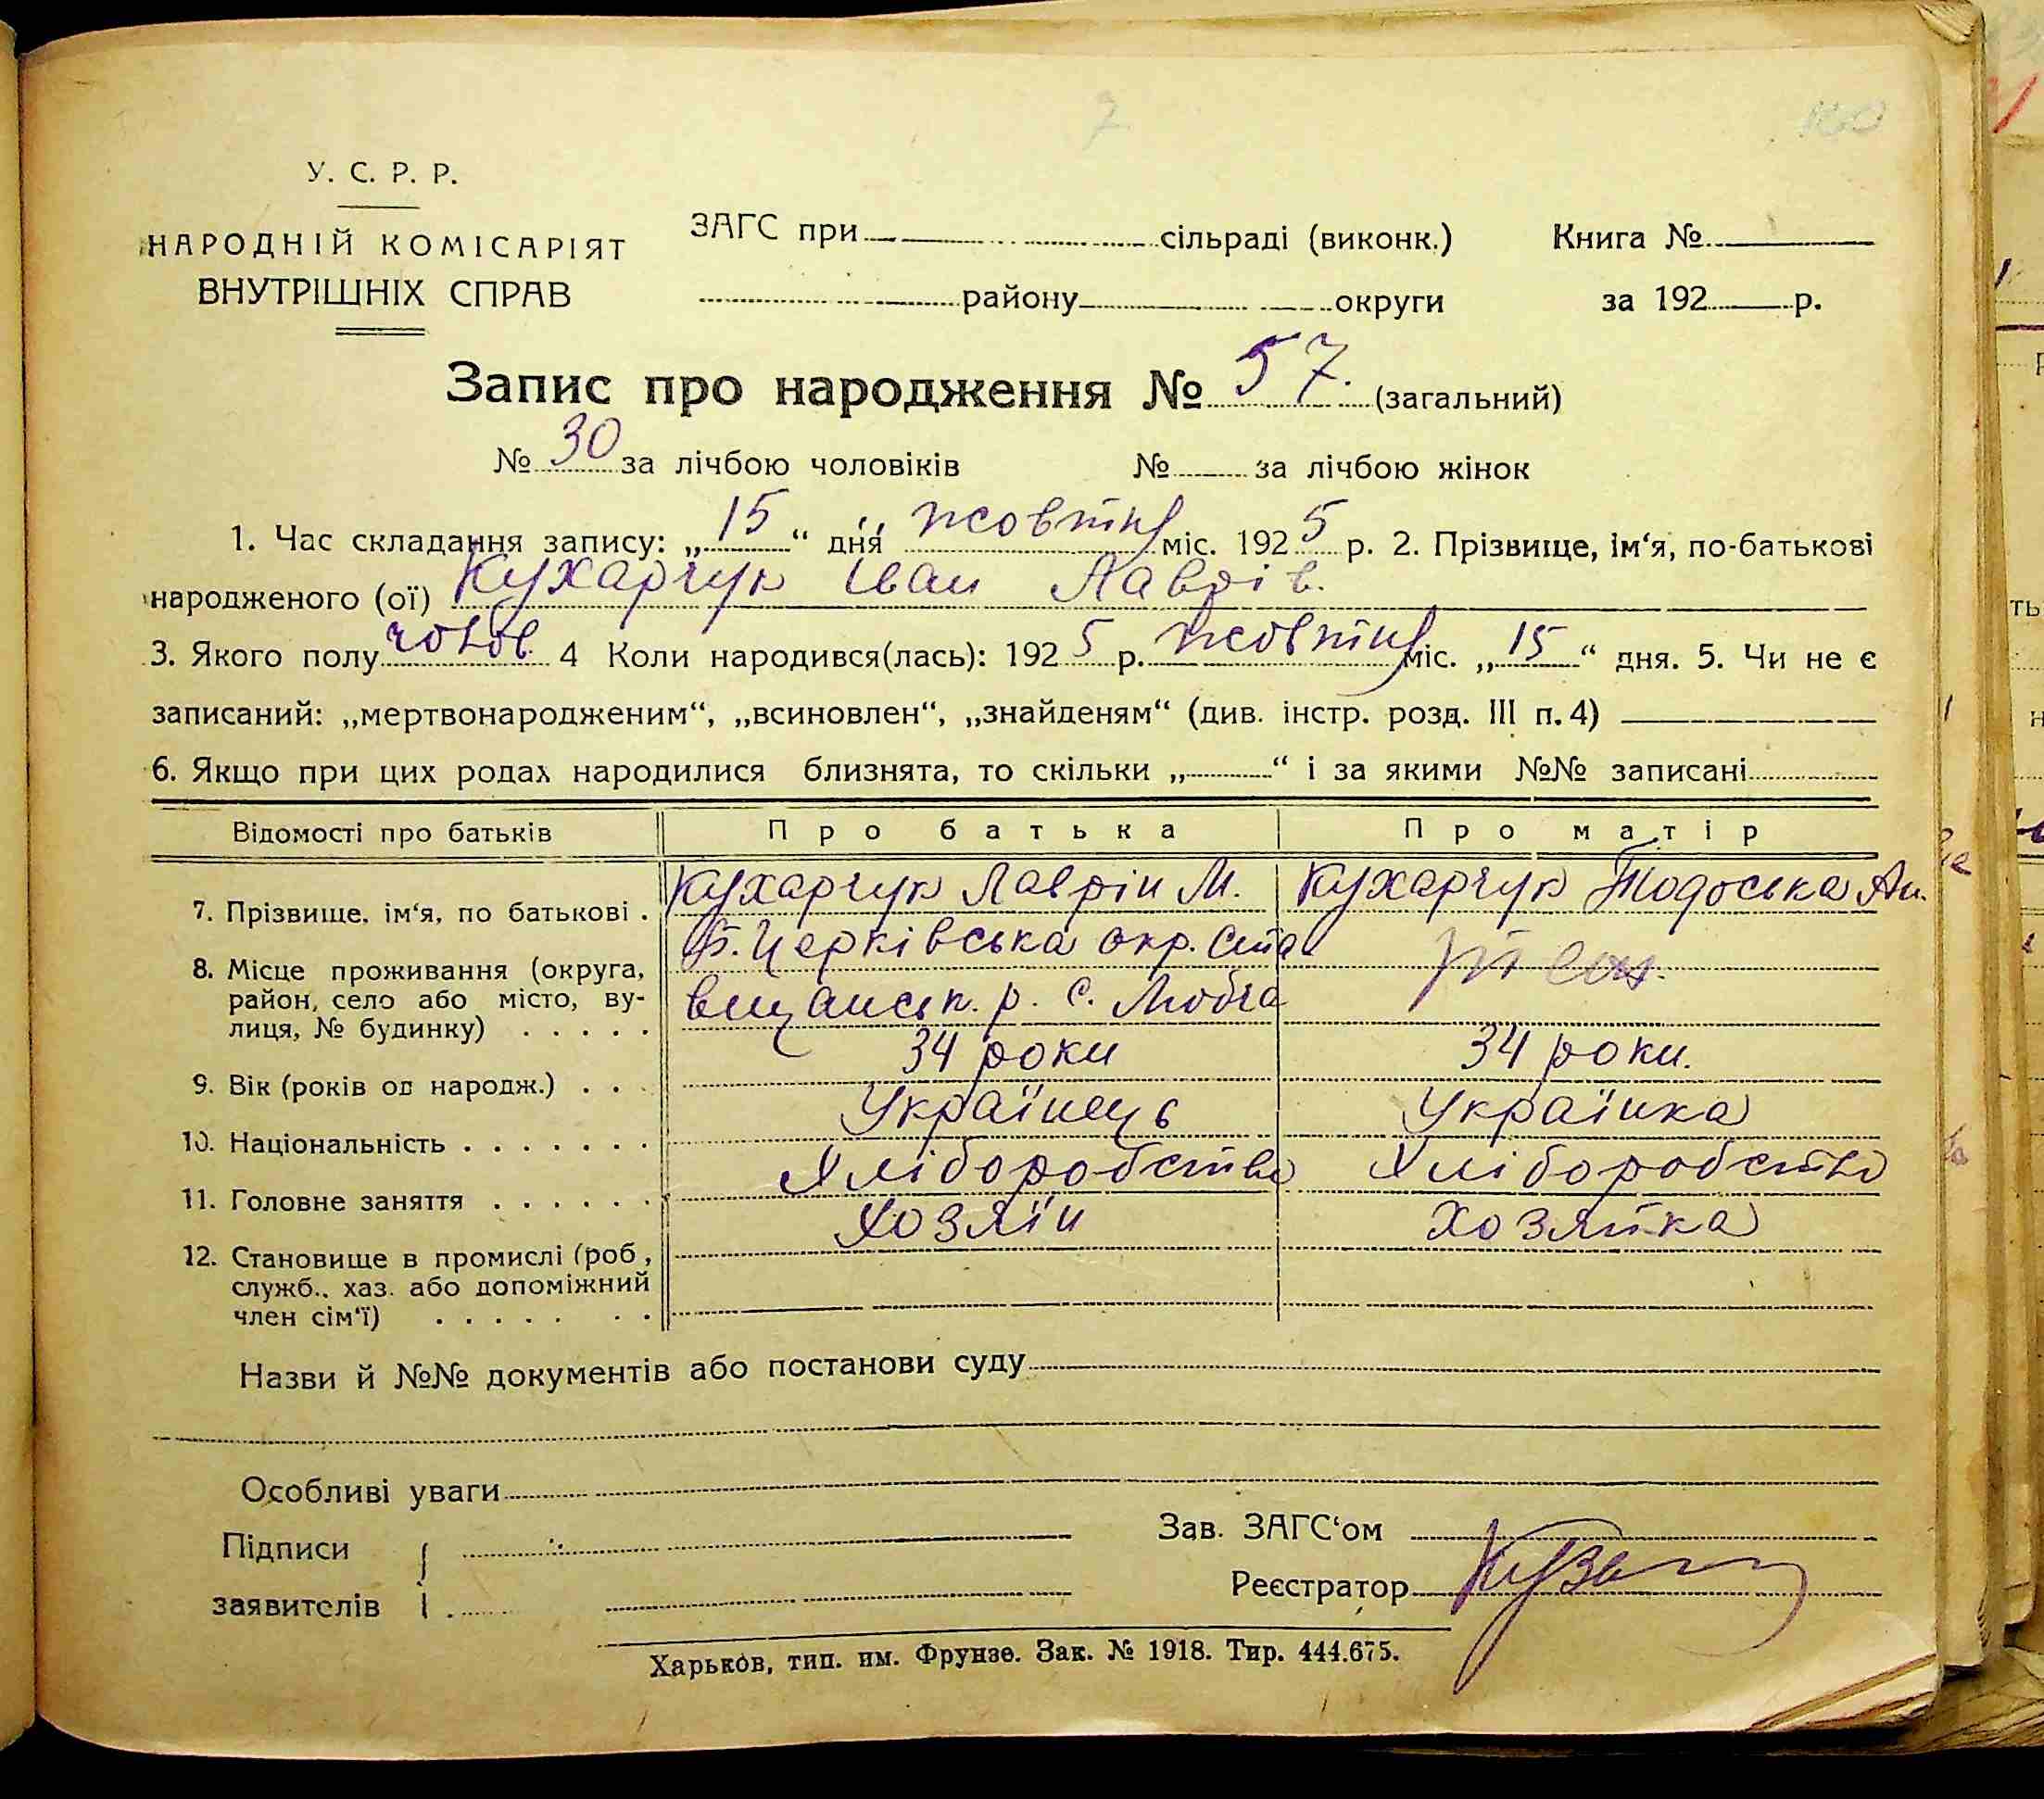 7
160
У. С. Р. Р.
НАРОДНІЙ КОМІСАРІЯТ
ВНУТРІШНІХ СПРАВ
ЗАГС при сільраді (виконк.)
району округи
Книга №
за 192 р.
Запис про народження № 57. (загальний)
№ 30 за лічбою чоловіків № за лічбою жінок
1. Час складання запису: „15“ дня жовтня міс. 1925 р. 2. Прізвище, ім‘я, по-батькові
народженого (ої) Кухарчук Іван Лаврів.
3. Якого полу чолов. 4 Коли народився(лась): 1925 р. жовтня міс. „15“ дня. 5. Чи не є
записаний: „мертвонародженим“, „всиновлен“, „знайденям“ (див. інстр. розд. III п. 4)
6. Якщо при цих родах народилися близнята, то скільки „ “ і за якими №№ записані
Відомості про батьків Про батька Про матір
7. Прізвище, ім‘я, по батькові . Кухарчук Лаврін М. Кухарчук Тодоська Ан.
8. Місце проживання (округа, район, село або місто, вулиця, № будинку) . . . . . Б. Церківська окр. Ста
вищанськ. р. с. Любча
9. Вік (років од народж.) . . . 34 роки 34 роки.
10. Національність . . . . . . . Українець Українка
11. Головне заняття . . . . . . Хліборобство Хліборобство
12. Становище в промислі (роб, служб., хаз. або допоміжний член сім‘ї) . . . . . . . Хозяїн Хозяйка
Назви й №№ документів або постанови суду
Особливі уваги
Підписи
заявителів
Зав. ЗАГС‘ом
Реєстратор
Харьков, тип. им. Фрунзе. Зак. № 1918. Тир. 444.675.